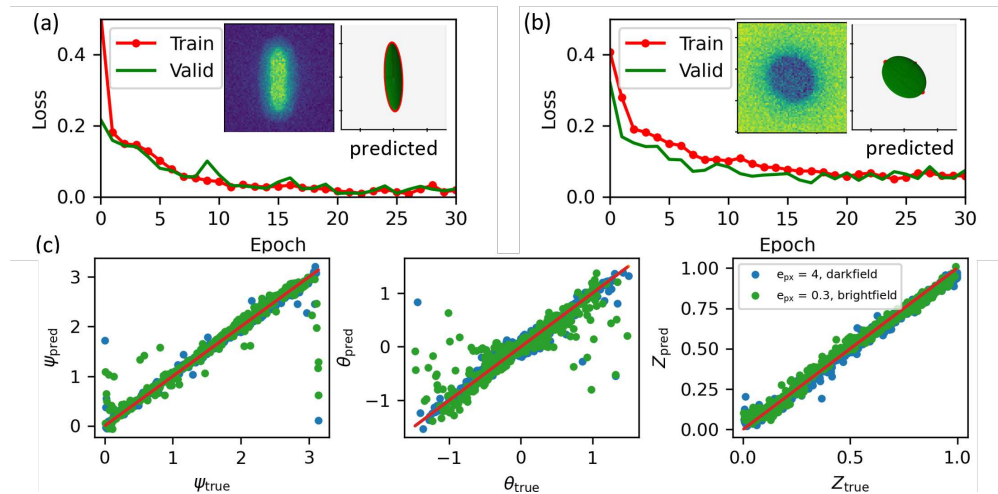 (a)
0.4
0.2
0.0
Loss
Train
Valid
predicted
0 5 10 15 20 25 30
Epoch
(b)
0.4
0.2
0.0
Loss
Train
Valid
predicted
0 5 10 15 20 25 30
Epoch
(c)
3
2
1
0
ψpred
0 1 2 3
ψtrue
1
0
−1
θpred
−1 0 1
θtrue
1.00
0.75
0.50
0.25
0.00
Zpred
epx = 4, darkfield
epx = 0.3, brightfield
0.0 0.5 1.0
Ztrue